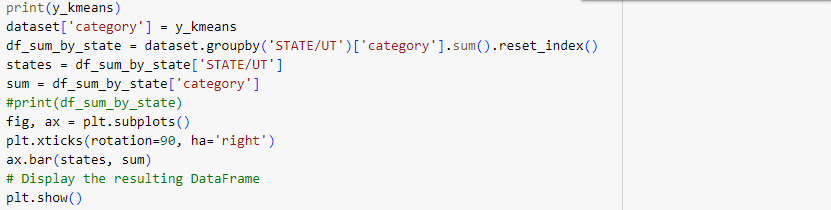 print(y_kmeans)
dataset['category'] = y_kmeans
df_sum_by_state = dataset.groupby('STATE/UT')['category'].sum().reset_index()
states = df_sum_by_state['STATE/UT']
sum = df_sum_by_state['category']
#print(df_sum_by_state)
fig, ax = plt.subplots()
plt.xticks(rotation=90, ha='right')
ax.bar(states, sum)
# Display the resulting DataFrame
plt.show()